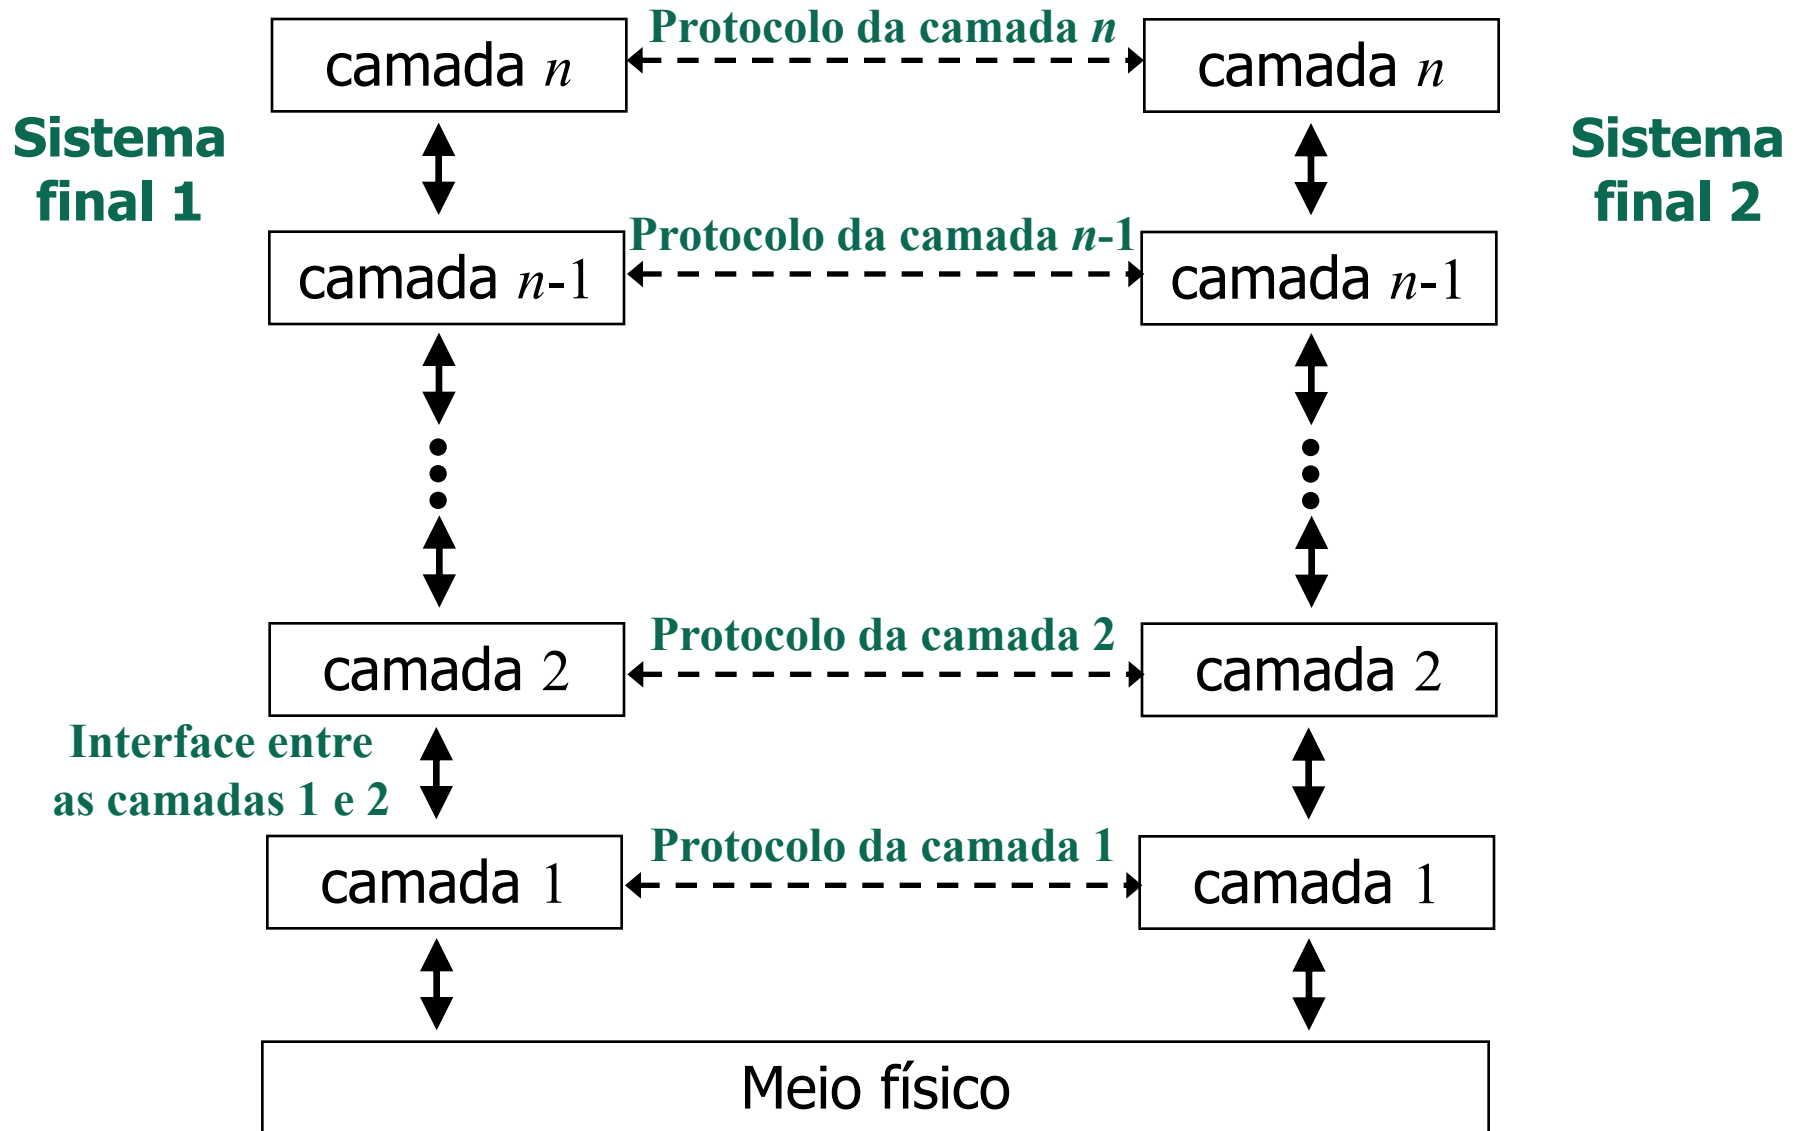 Protocolo da camada n
camada n
camada n
Sistema
final 1
Sistema
final 2
Protocolo da camada n-1
camada n-1
camada n-1
Protocolo da camada 2
camada 2
camada 2
Interface entre
as camadas 1 e 2
Protocolo da camada 1
camada 1
camada 1
Meio físico